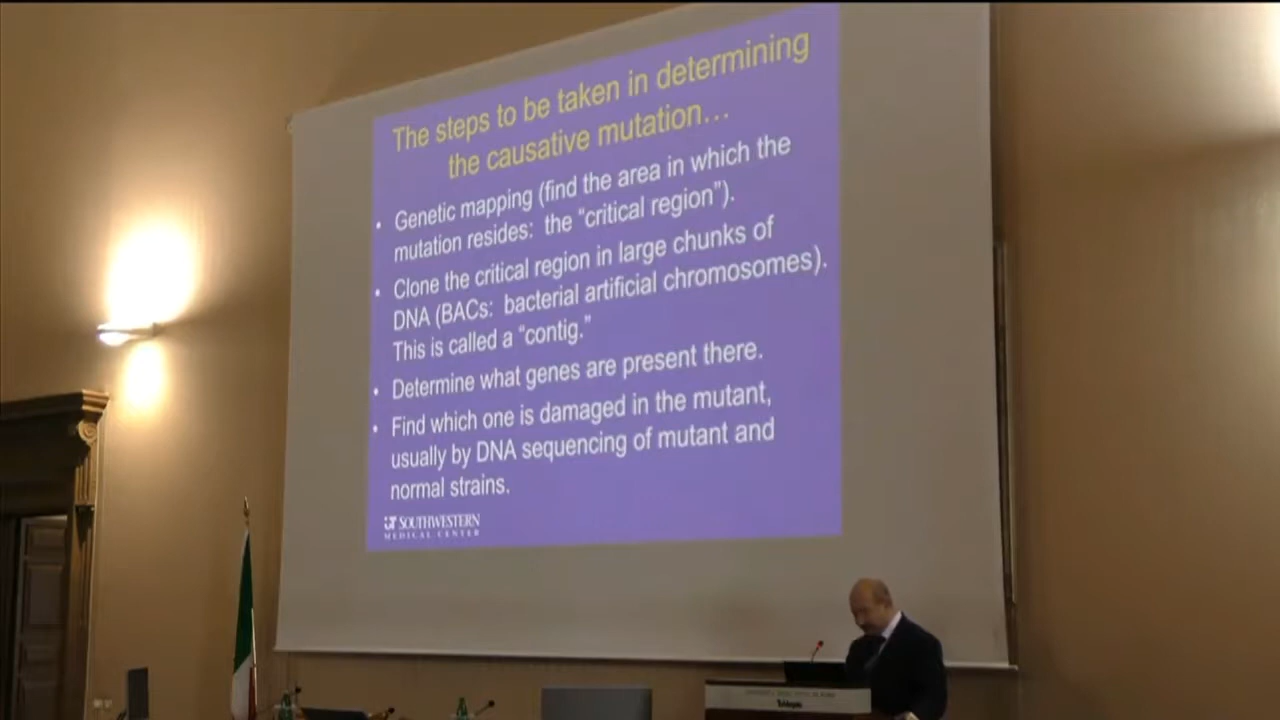 The steps to be taken in determining
the causative mutation…
• Genetic mapping (find the area in which the
mutation resides: the “critical region”).
• Clone the critical region in large chunks of
DNA (BACs: bacterial artificial chromosomes).
This is called a “contig.”
• Determine what genes are present there.
• Find which one is damaged in the mutant,
usually by DNA sequencing of mutant and
normal strains.
UT SOUTHWESTERN
MEDICAL CENTER